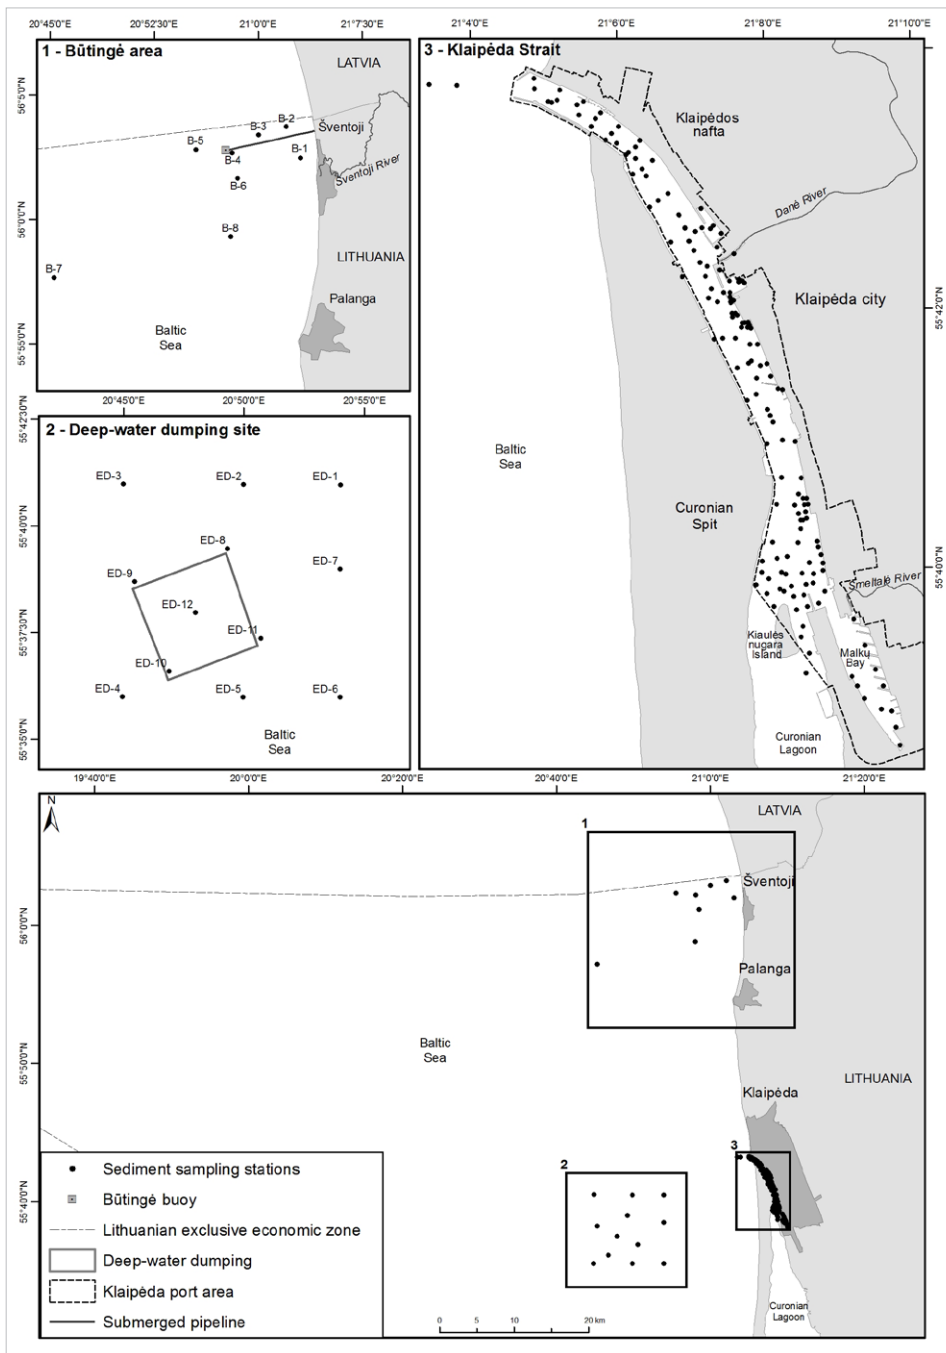 20°45'0"E
20°52'30"E
21°0'0"E
21°7'30"E
1 - Būtingė area
LATVIA
56°5'0"N
B-2
B-3
Šventoji
B-5
B-4
B-1
Šventoji River
B-6
56°0'0"N
B-8
LITHUANIA
B-7
Palanga
Baltic
Sea
55°55'0"N
20°45'0"E
20°50'0"E
20°55'0"E
55°42'30"N
2 - Deep-water dumping site
ED-3
ED-2
ED-1
55°40'0"N
ED-8
ED-7
ED-9
ED-12
55°37'30"N
ED-11
ED-10
ED-4
ED-5
ED-6
55°35'0"N
Baltic
Sea
21°4'0"E
21°6'0"E
21°8'0"E
21°10'0"E
3 - Klaipėda Strait
Klaipėdos
nafta
Danė River
Klaipėda city
55°42'0"N
Baltic
Sea
Curonian
Spit
55°40'0"N
Smeltalė River
Kiaulės
nugara
Island
Malkų
Bay
Curonian
Lagoon
19°40'0"E
20°0'0"E
20°20'0"E
20°40'0"E
21°0'0"E
21°20'0"E
N
LATVIA
1
Šventoji
56°0'0"N
Palanga
Baltic
Sea
55°50'0"N
LITHUANIA
Klaipėda
3
2
55°40'0"N
Sediment sampling stations
Būtingė buoy
Lithuanian exclusive economic zone
Deep-water dumping
Klaipėda port area
Submerged pipeline
0 5 10 20 km
Curonian
Lagoon